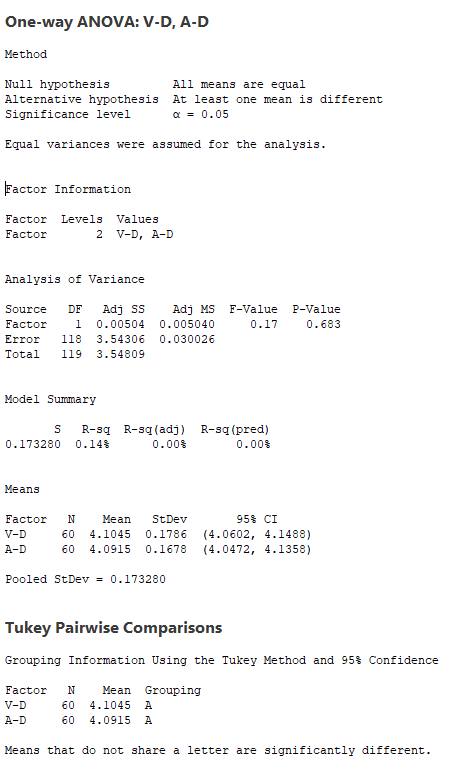 One-way ANOVA: V-D, A-D
Method
Null hypothesis All means are equal
Alternative hypothesis At least one mean is different
Significance level α = 0.05
Equal variances were assumed for the analysis.
Factor Information
Factor Levels Values
Factor 2 V-D, A-D
Analysis of Variance
Source DF Adj SS Adj MS F-Value P-Value
Factor 1 0.00504 0.005040 0.17 0.683
Error 118 3.54306 0.030026
Total 119 3.54809
Model Summary
S R-sq R-sq(adj) R-sq(pred)
0.173280 0.14% 0.00% 0.00%
Means
Factor N Mean StDev 95% CI
V-D 60 4.1045 0.1786 (4.0602, 4.1488)
A-D 60 4.0915 0.1678 (4.0472, 4.1358)
Pooled StDev = 0.173280
Tukey Pairwise Comparisons
Grouping Information Using the Tukey Method and 95% Confidence
Factor N Mean Grouping
V-D 60 4.1045 A
A-D 60 4.0915 A
Means that do not share a letter are significantly different.